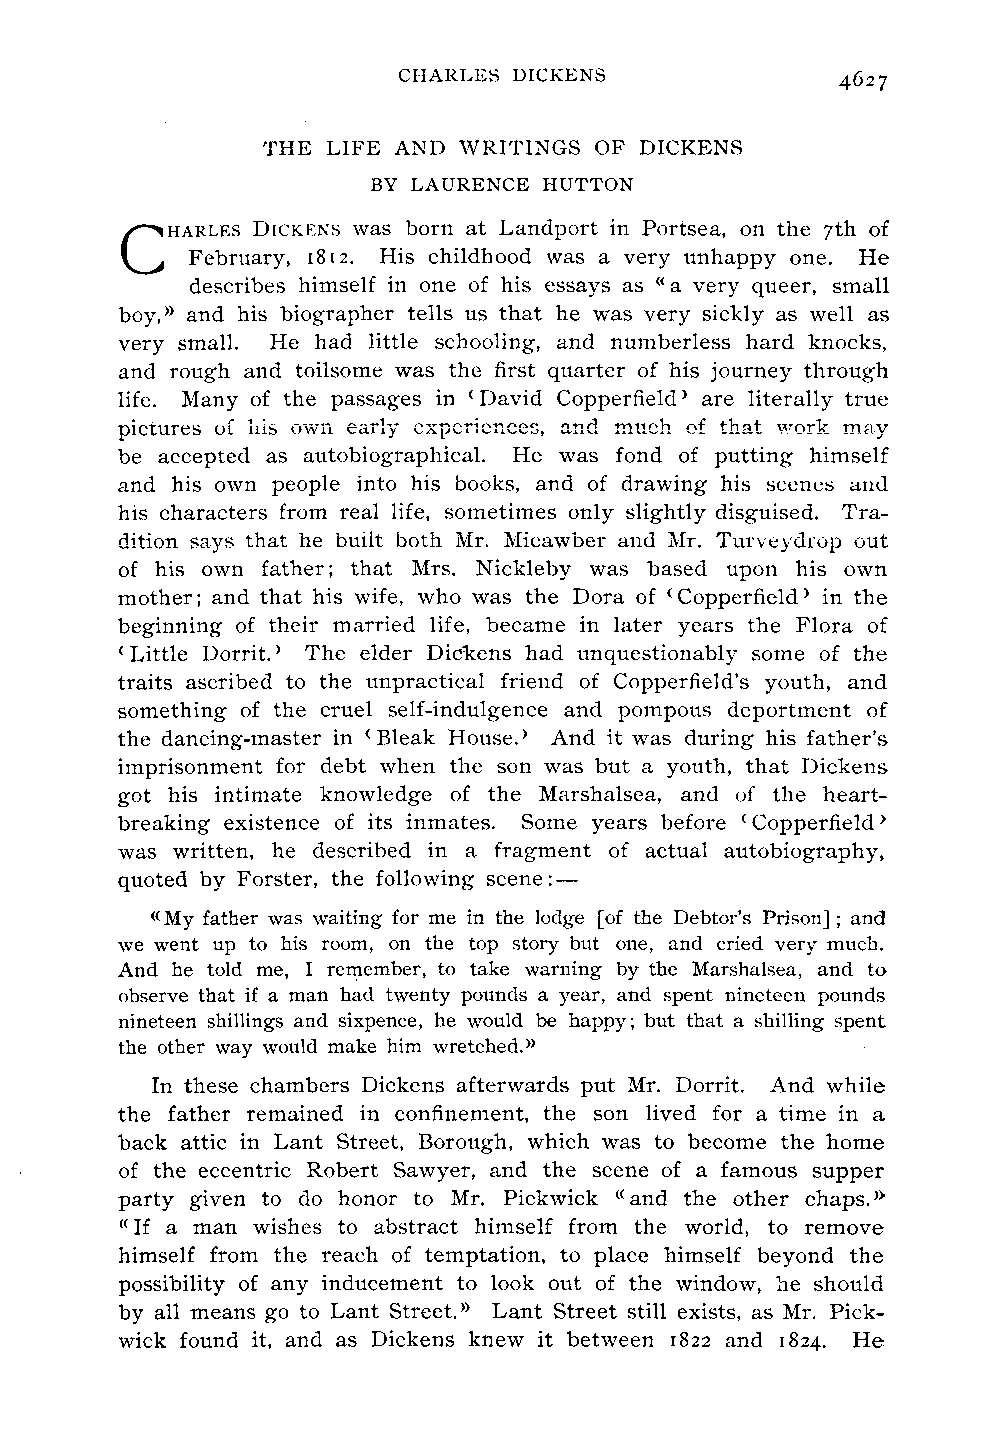 CHARLES DICKENS 4627
THE LIFE AND WRITINGS OF DICKENS
BY LAURENCE HUTTON
CHARLES DICKENS was born at Landport in Portsea, on the 7th of
February, 1812. His childhood was a very unhappy one. He
describes himself in one of his essays as «a very queer, small
boy,» and his biographer tells us that he was very sickly as well as
very small. He had little schooling, and numberless hard knocks,
and rough and toilsome was the first quarter of his journey through
life. Many of the passages in ‹David Copperfield› are literally true
pictures of his own early experiences, and much of that work may
be accepted as autobiographical. He was fond of putting himself
and his own people into his books, and of drawing his scenes and
his characters from real life, sometimes only slightly disguised. Tra-
dition says that he built both Mr. Micawber and Mr. Turveydrop out
of his own father; that Mrs. Nickleby was based upon his own
mother; and that his wife, who was the Dora of ‹Copperfield› in the
beginning of their married life, became in later years the Flora of
‹Little Dorrit.› The elder Dickens had unquestionably some of the
traits ascribed to the unpractical friend of Copperfield's youth, and
something of the cruel self-indulgence and pompous deportment of
the dancing-master in ‹Bleak House.› And it was during his father's
imprisonment for debt when the son was but a youth, that Dickens
got his intimate knowledge of the Marshalsea, and of the heart-
breaking existence of its inmates. Some years before ‹Copperfield›
was written, he described in a fragment of actual autobiography,
quoted by Forster, the following scene:—
«My father was waiting for me in the lodge [of the Debtor's Prison]; and
we went up to his room, on the top story but one, and cried very much.
And he told me, I remember, to take warning by the Marshalsea, and to
observe that if a man had twenty pounds a year, and spent nineteen pounds
nineteen shillings and sixpence, he would be happy; but that a shilling spent
the other way would make him wretched.»
In these chambers Dickens afterwards put Mr. Dorrit. And while
the father remained in confinement, the son lived for a time in a
back attic in Lant Street, Borough, which was to become the home
of the eccentric Robert Sawyer, and the scene of a famous supper
party given to do honor to Mr. Pickwick «and the other chaps.»
«If a man wishes to abstract himself from the world, to remove
himself from the reach of temptation, to place himself beyond the
possibility of any inducement to look out of the window, he should
by all means go to Lant Street.» Lant Street still exists, as Mr. Pick-
wick found it, and as Dickens knew it between 1822 and 1824. He